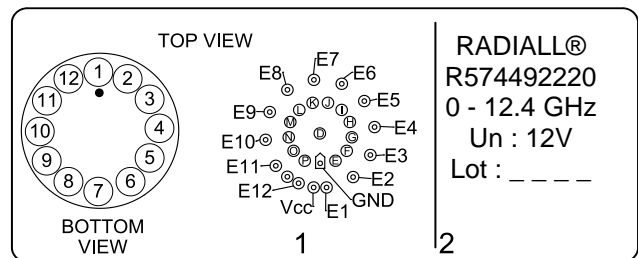 TOP VIEW
12 1 2
11 3
10 4
9 5
8 7 6
BOTTOM
VIEW
E7
E8 E6
E9 E5
E10 E4
E11 E3
E12 E2
Vcc E1 GND
K J
L I
M H
N D G
O F
P E
1
RADIALL®
R574492220
0 - 12.4 GHz
Un : 12V
Lot : _ _ _ _
2